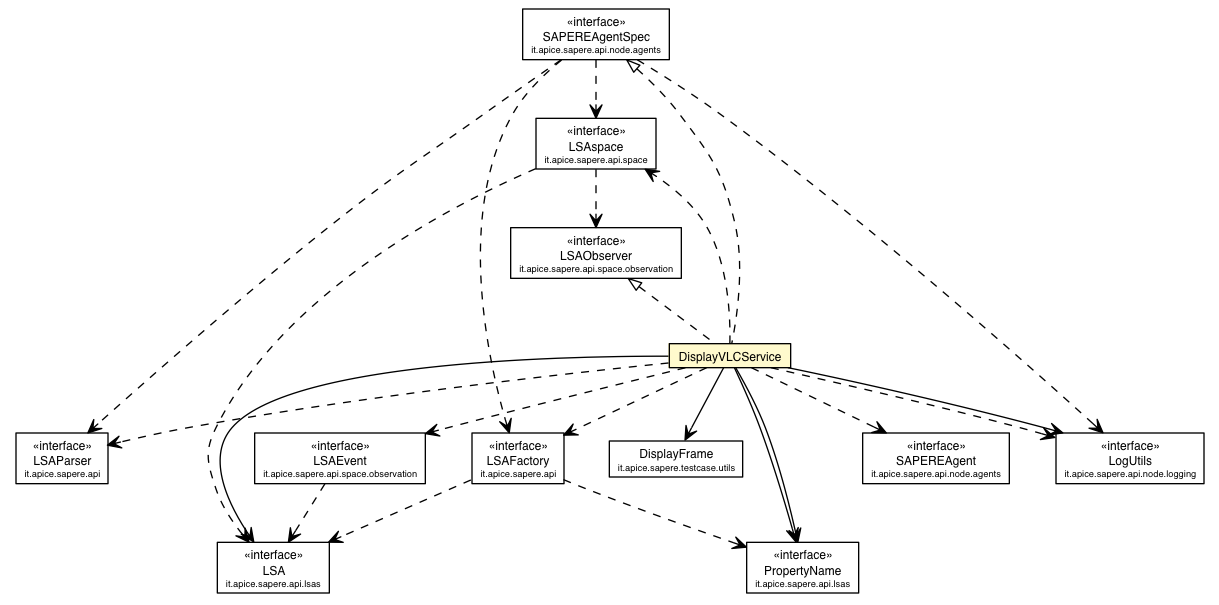 «interface»
SAPEREAgentSpec
it.apice.sapere.api.node.agents
«interface»
LSAspace
it.apice.sapere.api.space
«interface»
LSAObserver
it.apice.sapere.api.space.observation
DisplayVLCService
«interface»
LSAParser
it.apice.sapere.api
«interface»
LSAEvent
it.apice.sapere.api.space.observation
«interface»
LSAFactory
it.apice.sapere.api
DisplayFrame
it.apice.sapere.testcase.utils
«interface»
SAPEREAgent
it.apice.sapere.api.node.agents
«interface»
LogUtils
it.apice.sapere.api.node.logging
«interface»
LSA
it.apice.sapere.api.lsas
«interface»
PropertyName
it.apice.sapere.api.lsas